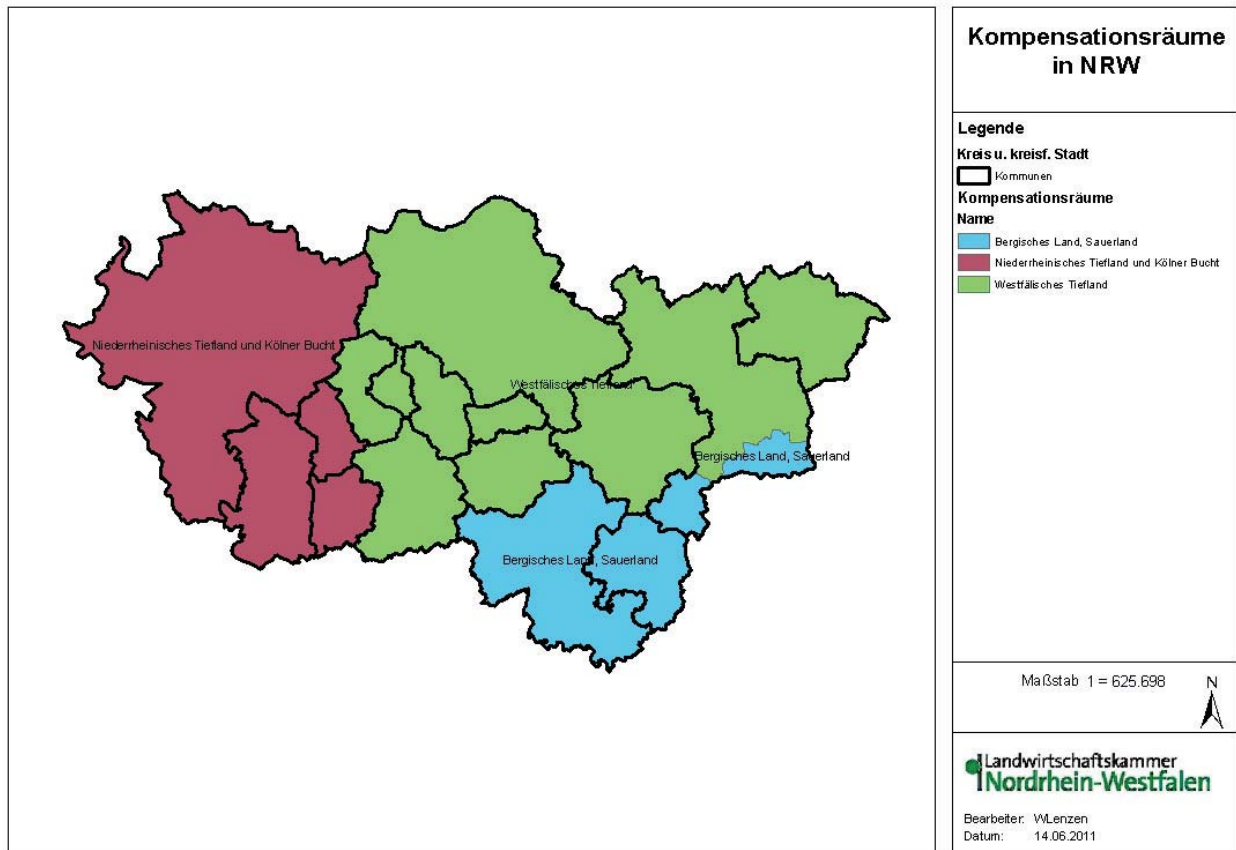 Kompensationsräume
in NRW
Legende
Kreis u. kreisf. Stadt
Kommunen
Kompensationsräume
Name
Bergisches Land, Sauerland
Niederrheinisches Tiefland und Kölner Bucht
Westfälisches Tiefland
Niederrheinisches Tiefland und Kölner Bucht
Westfälisches Tiefland
Bergisches Land, Sauerland
Bergisches Land, Sauerland
Maßstab 1 = 625.698
N
Landwirtschaftskammer
Nordrhein-Westfalen
Bearbeiter: WLenzen
Datum: 14.06.2011